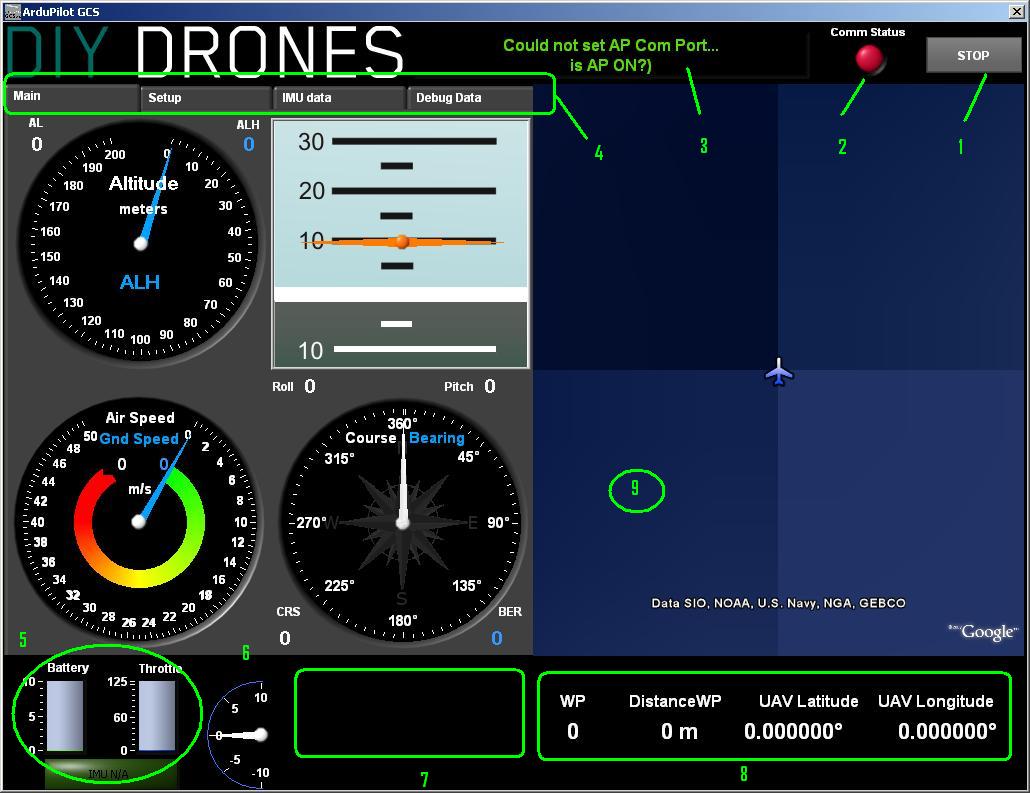 ArduPilot GCS
DIY DRONES
Could not set AP Com Port...
is AP ON?)
Comm Status
STOP
Main
Setup
IMU data
Debug Data
4
3
2
1
AL
0
ALH
0
200
0
10
190
20
180
30
170
40
160
50
150
60
140
70
130
80
120
90
110
100
Altitude
meters
ALH
30
20
10
10
Roll 0
Pitch 0
Air Speed
Gnd Speed
0
0
m/s
50
0
2
48
4
46
6
44
8
42
10
40
12
38
14
36
16
34
18
32
20
30
22
28
26
24
360°
Course
Bearing
315°
45°
270°
W
E
90°
225°
135°
S
180°
CRS
0
BER
0
9
Data SIO, NOAA, U.S. Navy, NGA, GEBCO
Google™
5
6
Battery
10
5
0
Throttle
125
60
0
IMU N/A
10
5
0
-5
-10
7
WP
0
DistanceWP
0 m
UAV Latitude
0.000000°
UAV Longitude
0.000000°
8